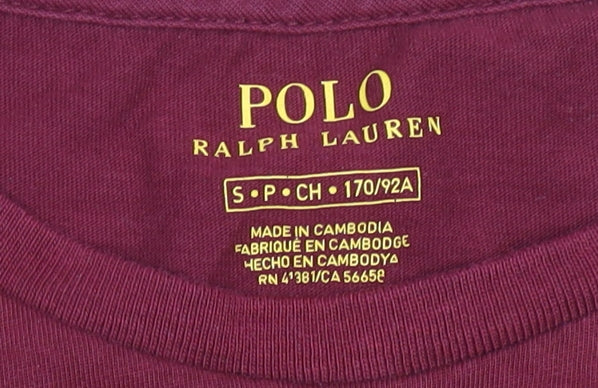 POLO
RALPH LAUREN
S • P • CH • 170/92A
MADE IN CAMBODIA
FABRIQUÉ EN CAMBODGE
HECHO EN CAMBODYA
RN 41381/CA 56658